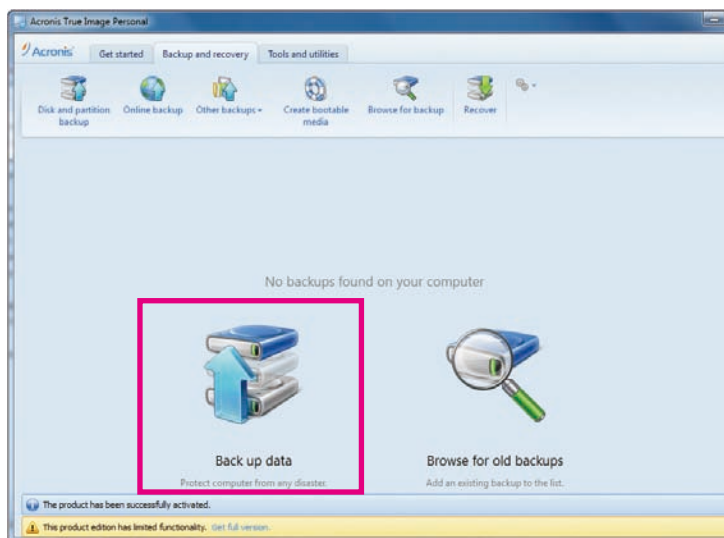 Acronis True Image Personal
Acronis
Get started
Backup and recovery
Tools and utilities
Disk and partition
backup
Online backup
Other backups
Create bootable
media
Browse for backup
Recover
No backups found on your computer
Back up data
Protect computer from any disaster.
Browse for old backups
Add an existing backup to the list.
The product has been successfully activated.
This product edition has limited functionality. Get full version.